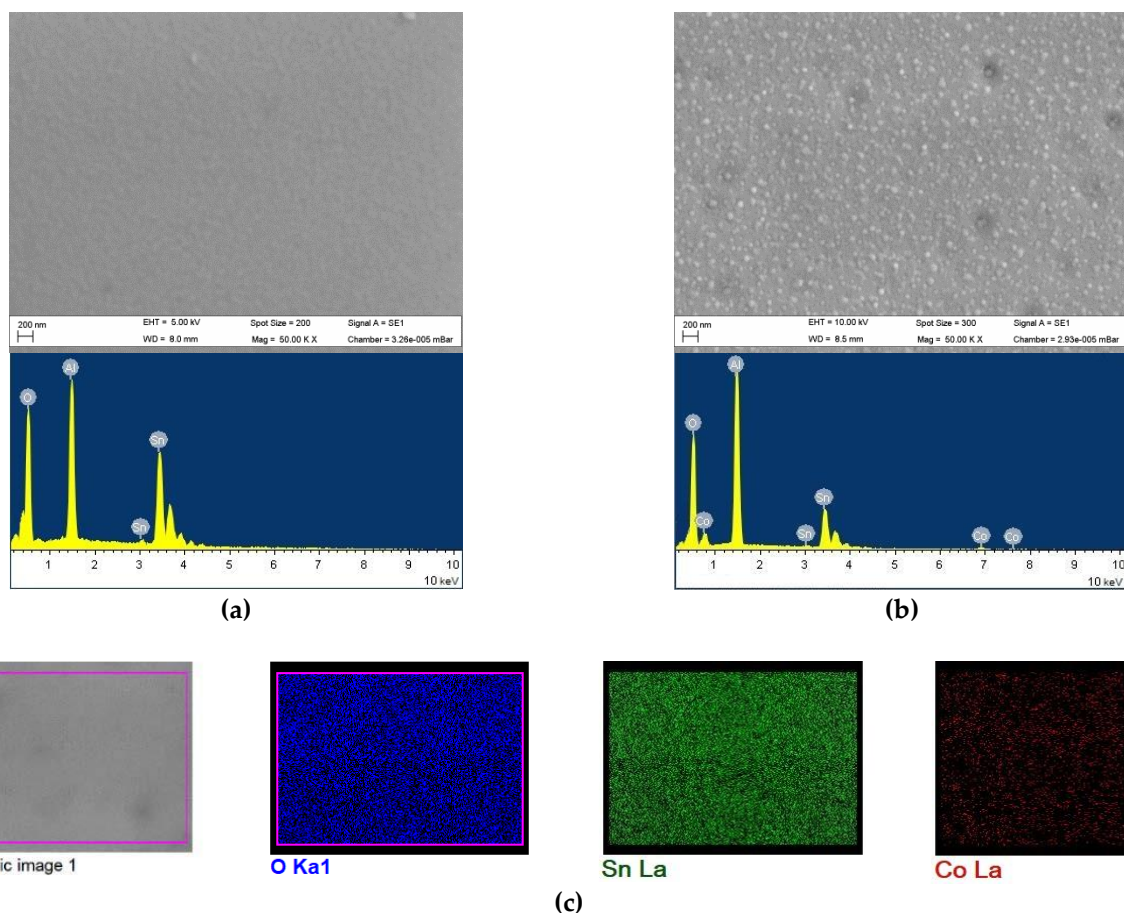 200 nm EHT = 5.00 kV Spot Size = 200 Signal A = SE1
WD = 8.0 mm Mag = 50.00 K X Chamber = 3.26e-005 mBar
200 nm EHT = 10.00 kV Spot Size = 300 Signal A = SE1
WD = 8.5 mm Mag = 50.00 K X Chamber = 2.93e-005 mBar
Al
O
Sn
Sn
1 2 3 4 5 6 7 8 9 10
10 keV
Al
O
Co
Sn
Sn
Co
Co
1 2 3 4 5 6 7 8 9 10
10 keV
(a)
(b)
ic image 1
O Ka1
Sn La
Co La
(c)